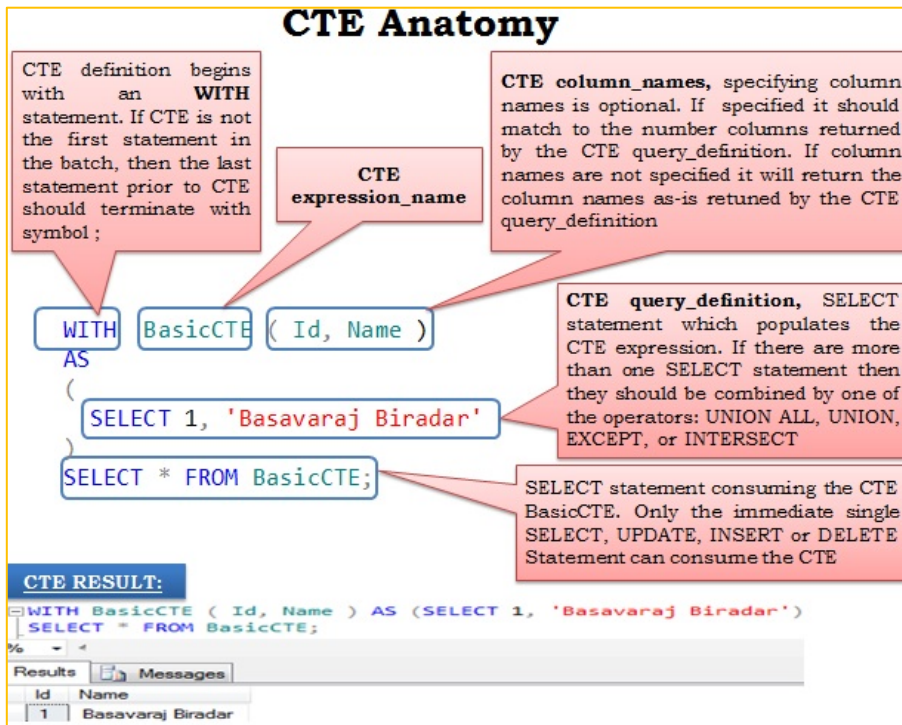 CTE Anatomy
CTE definition begins
with an WITH
statement. If CTE is not
the first statement in
the batch, then the last
statement prior to CTE
should terminate with
symbol ;
CTE
expression_name
CTE column_names, specifying column
names is optional. If specified it should
match to the number columns returned
by the CTE query_definition. If column
names are not specified it will return the
column names as-is retuned by the CTE
query_definition
WITH BasicCTE ( Id, Name )
AS
(
SELECT 1, 'Basavaraj Biradar'
)
SELECT * FROM BasicCTE;
CTE query_definition, SELECT
statement which populates the
CTE expression. If there are more
than one SELECT statement then
they should be combined by one of
the operators: UNION ALL, UNION,
EXCEPT, or INTERSECT
SELECT statement consuming the CTE
BasicCTE. Only the immediate single
SELECT, UPDATE, INSERT or DELETE
Statement can consume the CTE
CTE RESULT:
WITH BasicCTE ( Id, Name ) AS (SELECT 1, 'Basavaraj Biradar')
SELECT * FROM BasicCTE;
%
Results Messages
Id Name
1 Basavaraj Biradar